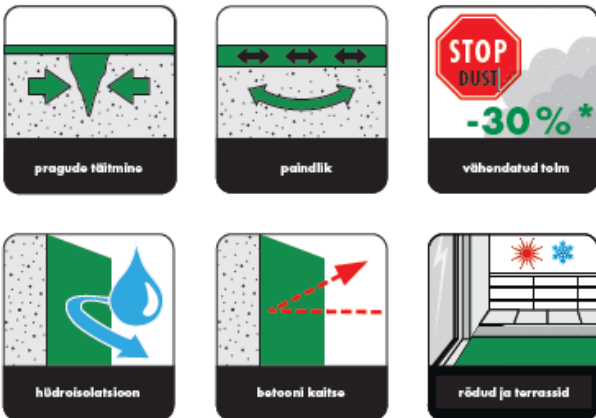 STOP
DUST
-30%*
pragude täitmine
paindlik
vähendatud tolm
hüdroisolatsioon
betooni kaitse
rõdud ja terrassid